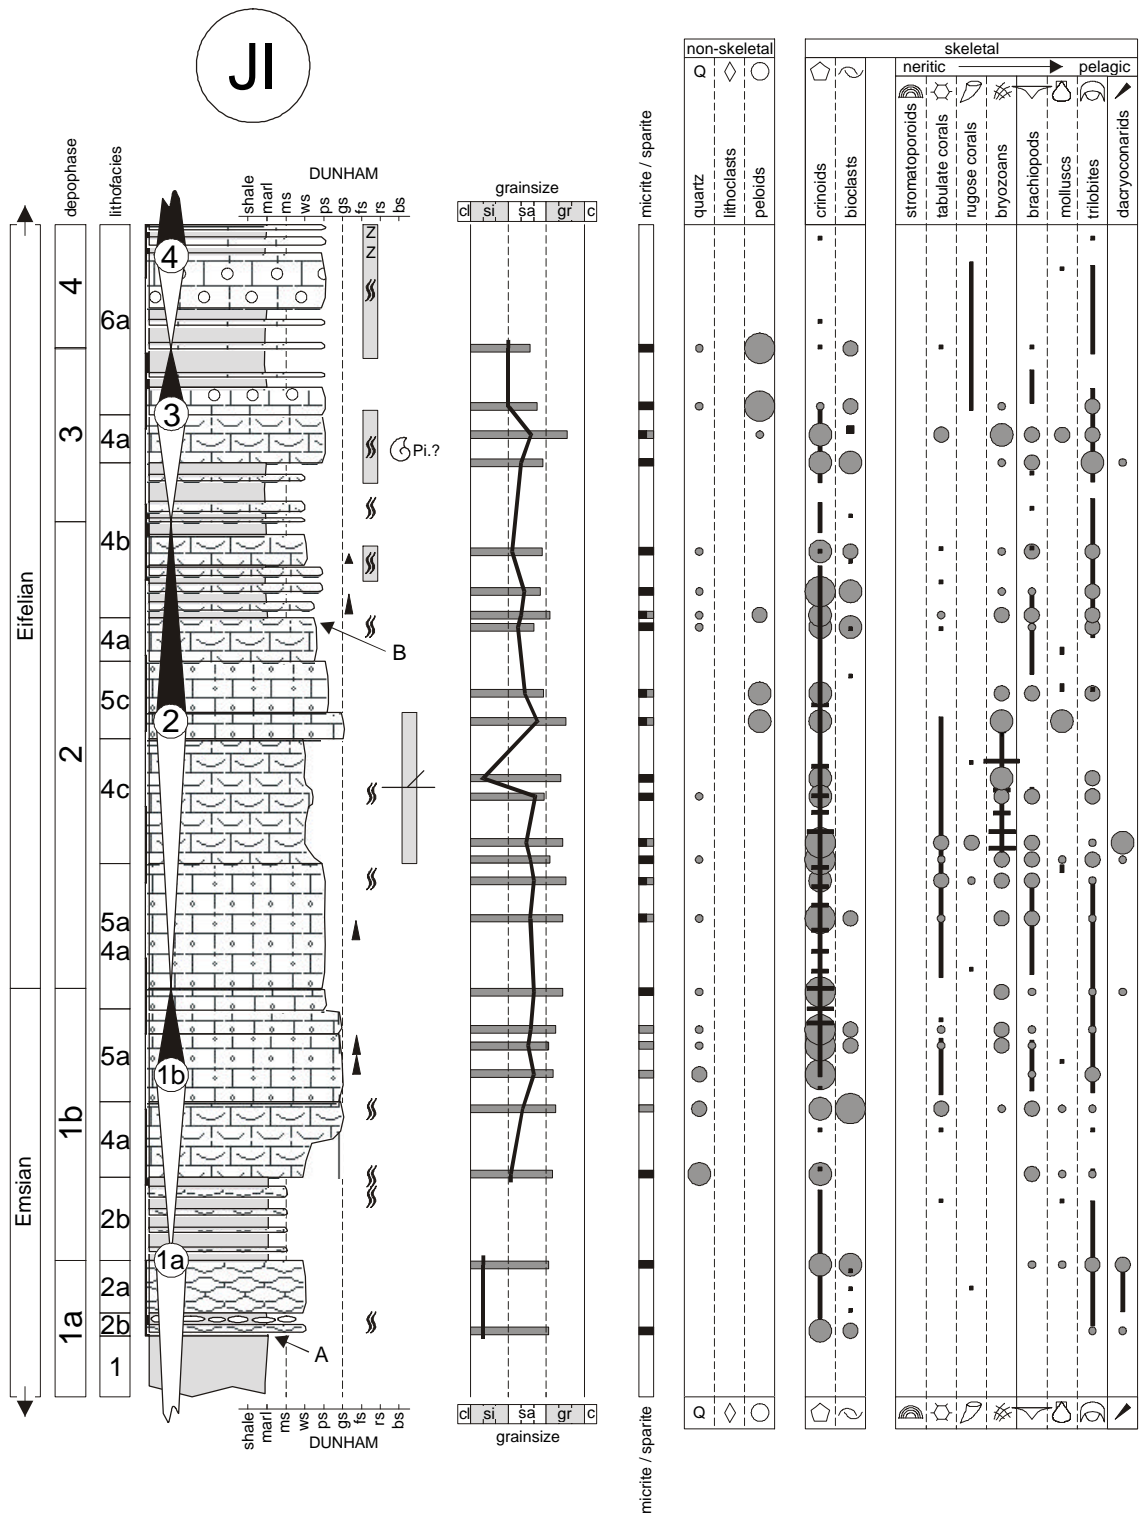 JI
non-skeletal
skeletal
neritic
pelagic
Q
quartz
lithoclasts
peloids
crinoids
bioclasts
stromatoporoids
tabulate corals
rugose corals
bryozoans
brachiopods
molluscs
trilobites
dacryoconarids
depophase
lithofacies
DUNHAM
shale
marl
ms
ws
ps
gs
fs
rs
bs
grainsize
cl
si
sa
gr
c
micrite / sparite
Eifelian
Emsian
4
3
2
1b
1a
6a
4a
4b
4a
5c
4c
5a
4a
5a
4a
2b
2a
2b
1
4
3
2
1b
1a
z
z
Pi.?
B
A
shale
marl
ms
ws
ps
gs
fs
rs
bs
DUNHAM
cl
si
sa
gr
c
grainsize
micrite / sparite
Q